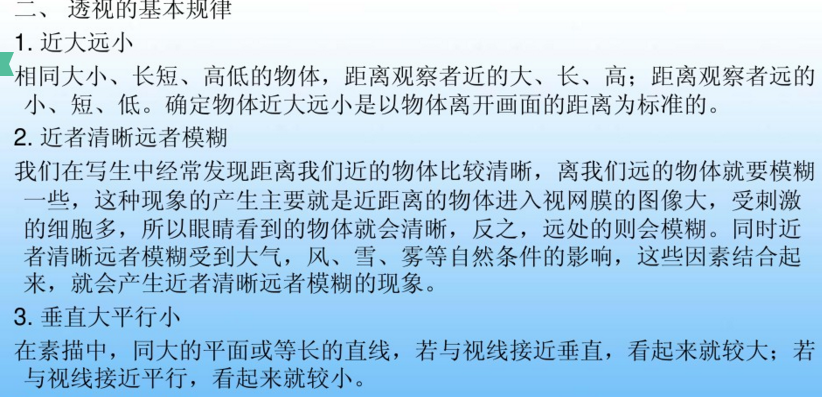 二、 透视的基本规律
1. 近大远小
相同大小、长短、高低的物体，距离观察者近的大、长、高；距离观察者远的
小、短、低。确定物体近大远小是以物体离开画面的距离为标准的。
2. 近者清晰远者模糊
我们在写生中经常发现距离我们近的物体比较清晰，离我们远的物体就要模糊
一些，这种现象的产生主要就是近距离的物体进入视网膜的图像大，受刺激
的细胞多，所以眼睛看到的物体就会清晰，反之，远处的则会模糊。同时近
者清晰远者模糊受到大气，风、雪、雾等自然条件的影响，这些因素结合起
来，就会产生近者清晰远者模糊的现象。
3. 垂直大平行小
在素描中，同大的平面或等长的直线，若与视线接近垂直，看起来就较大；若
与视线接近平行，看起来就较小。